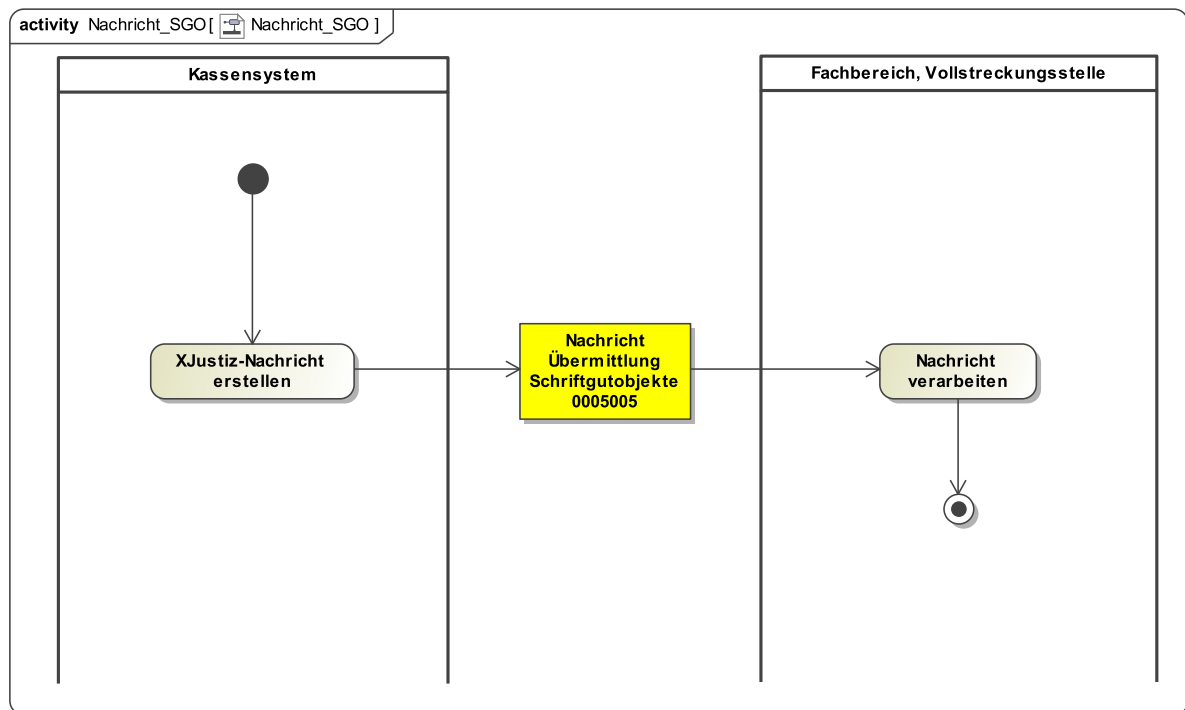 activity Nachricht_SGO [ Nachricht_SGO ]
Kassensystem
Fachbereich, Vollstreckungsstelle
XJustiz-Nachricht
erstellen
Nachricht
Übermittlung
Schriftgutobjekte
0005005
Nachricht
verarbeiten